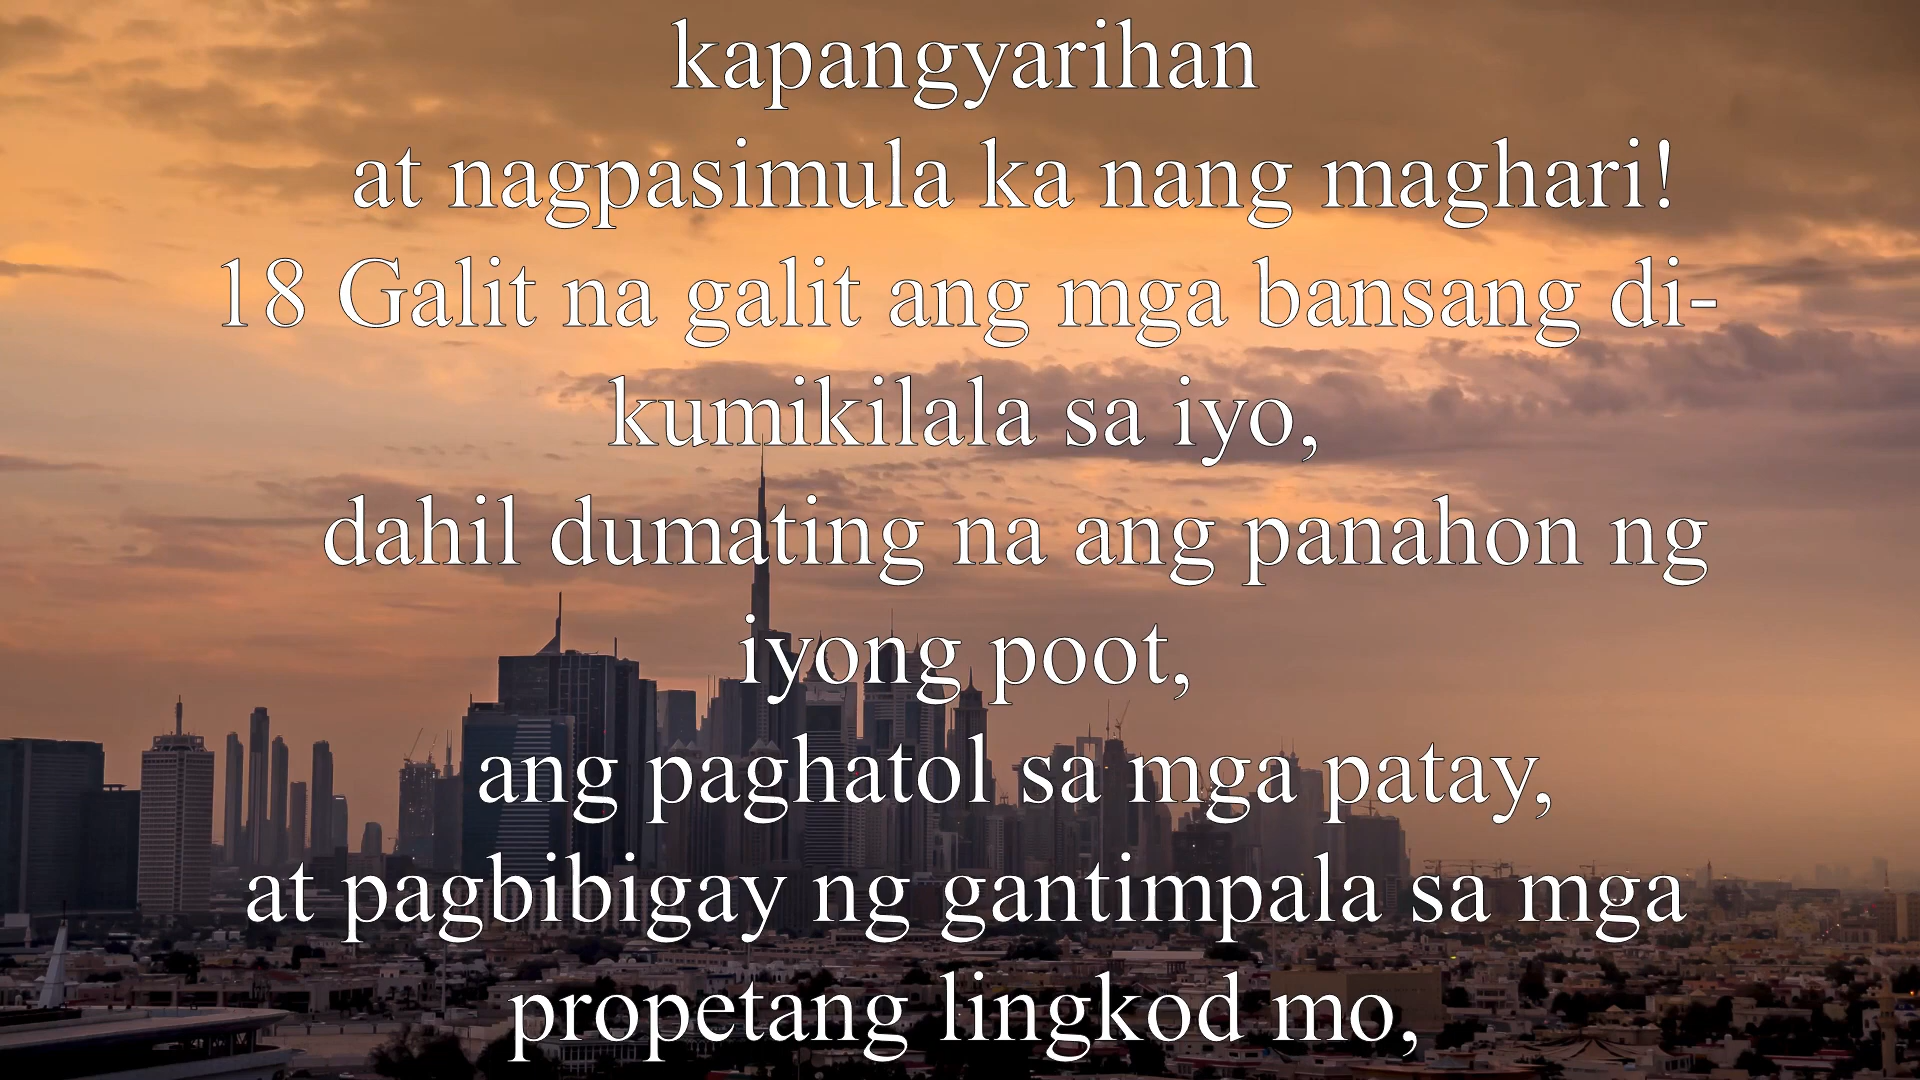 kapangyarihan
at nagpasimula ka nang maghari!
18 Galit na galit ang mga bansang di-
kumikilala sa iyo,
dahil dumating na ang panahon ng
iyong poot,
ang paghatol sa mga patay,
at pagbibigay ng gantimpala sa mga
propetang lingkod mo,